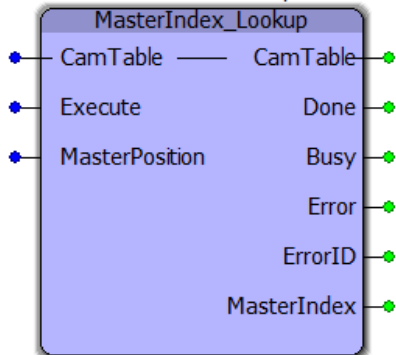 MasterIndex_Lookup
CamTable CamTable
Execute Done
MasterPosition Busy
Error
ErrorID
MasterIndex